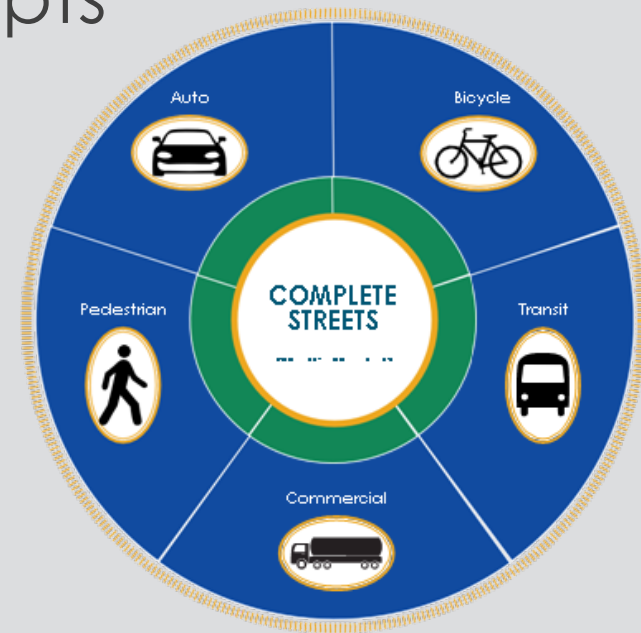 Auto
Bicycle
COMPLETE
STREETS
Pedestrian
Transit
Commercial